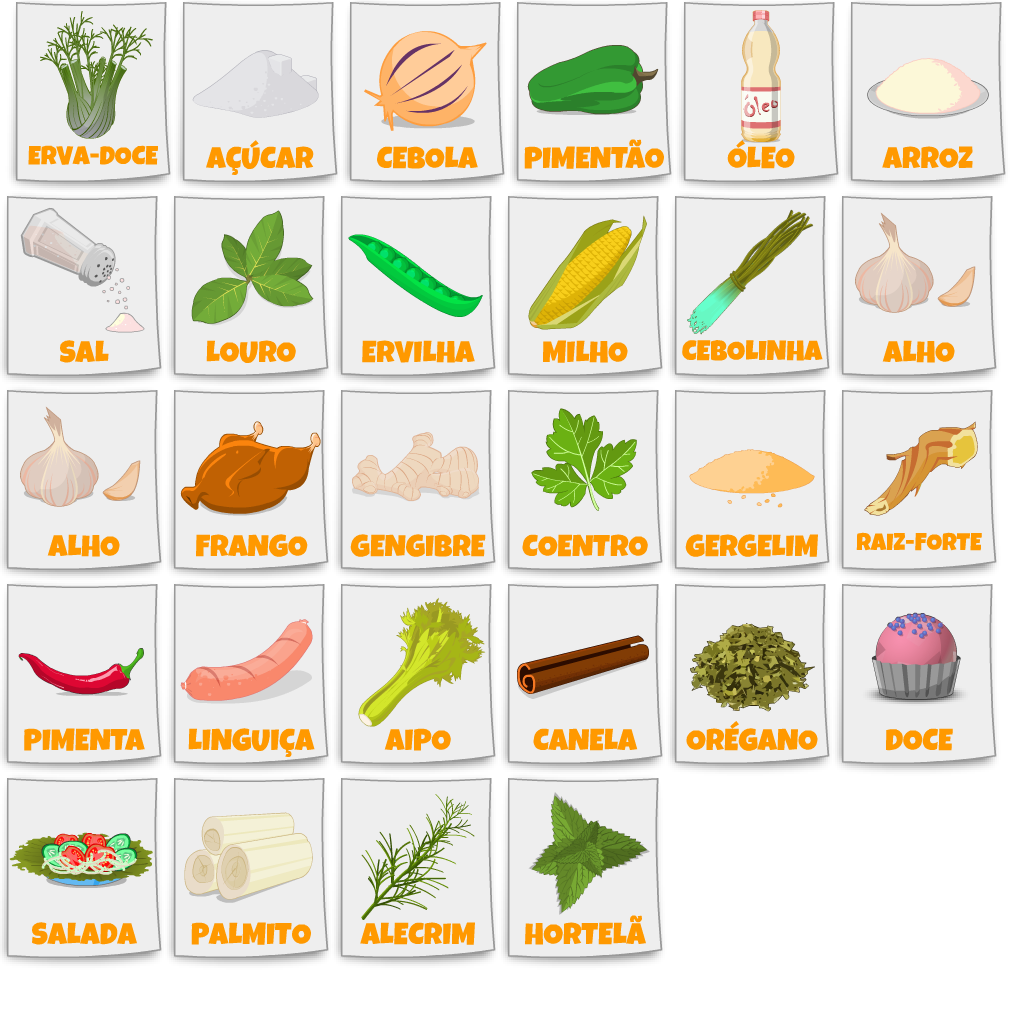 Óleo
ERVA-DOCE
AÇÚCAR
CEBOLA
PIMENTÃO
ÓLEO
ARROZ
SAL
LOURO
ERVILHA
MILHO
CEBOLINHA
ALHO
ALHO
FRANGO
GENGIBRE
COENTRO
GERGELIM
RAIZ-FORTE
PIMENTA
LINGUIÇA
AIPO
CANELA
ORÉGANO
DOCE
SALADA
PALMITO
ALECRIM
HORTELÃ